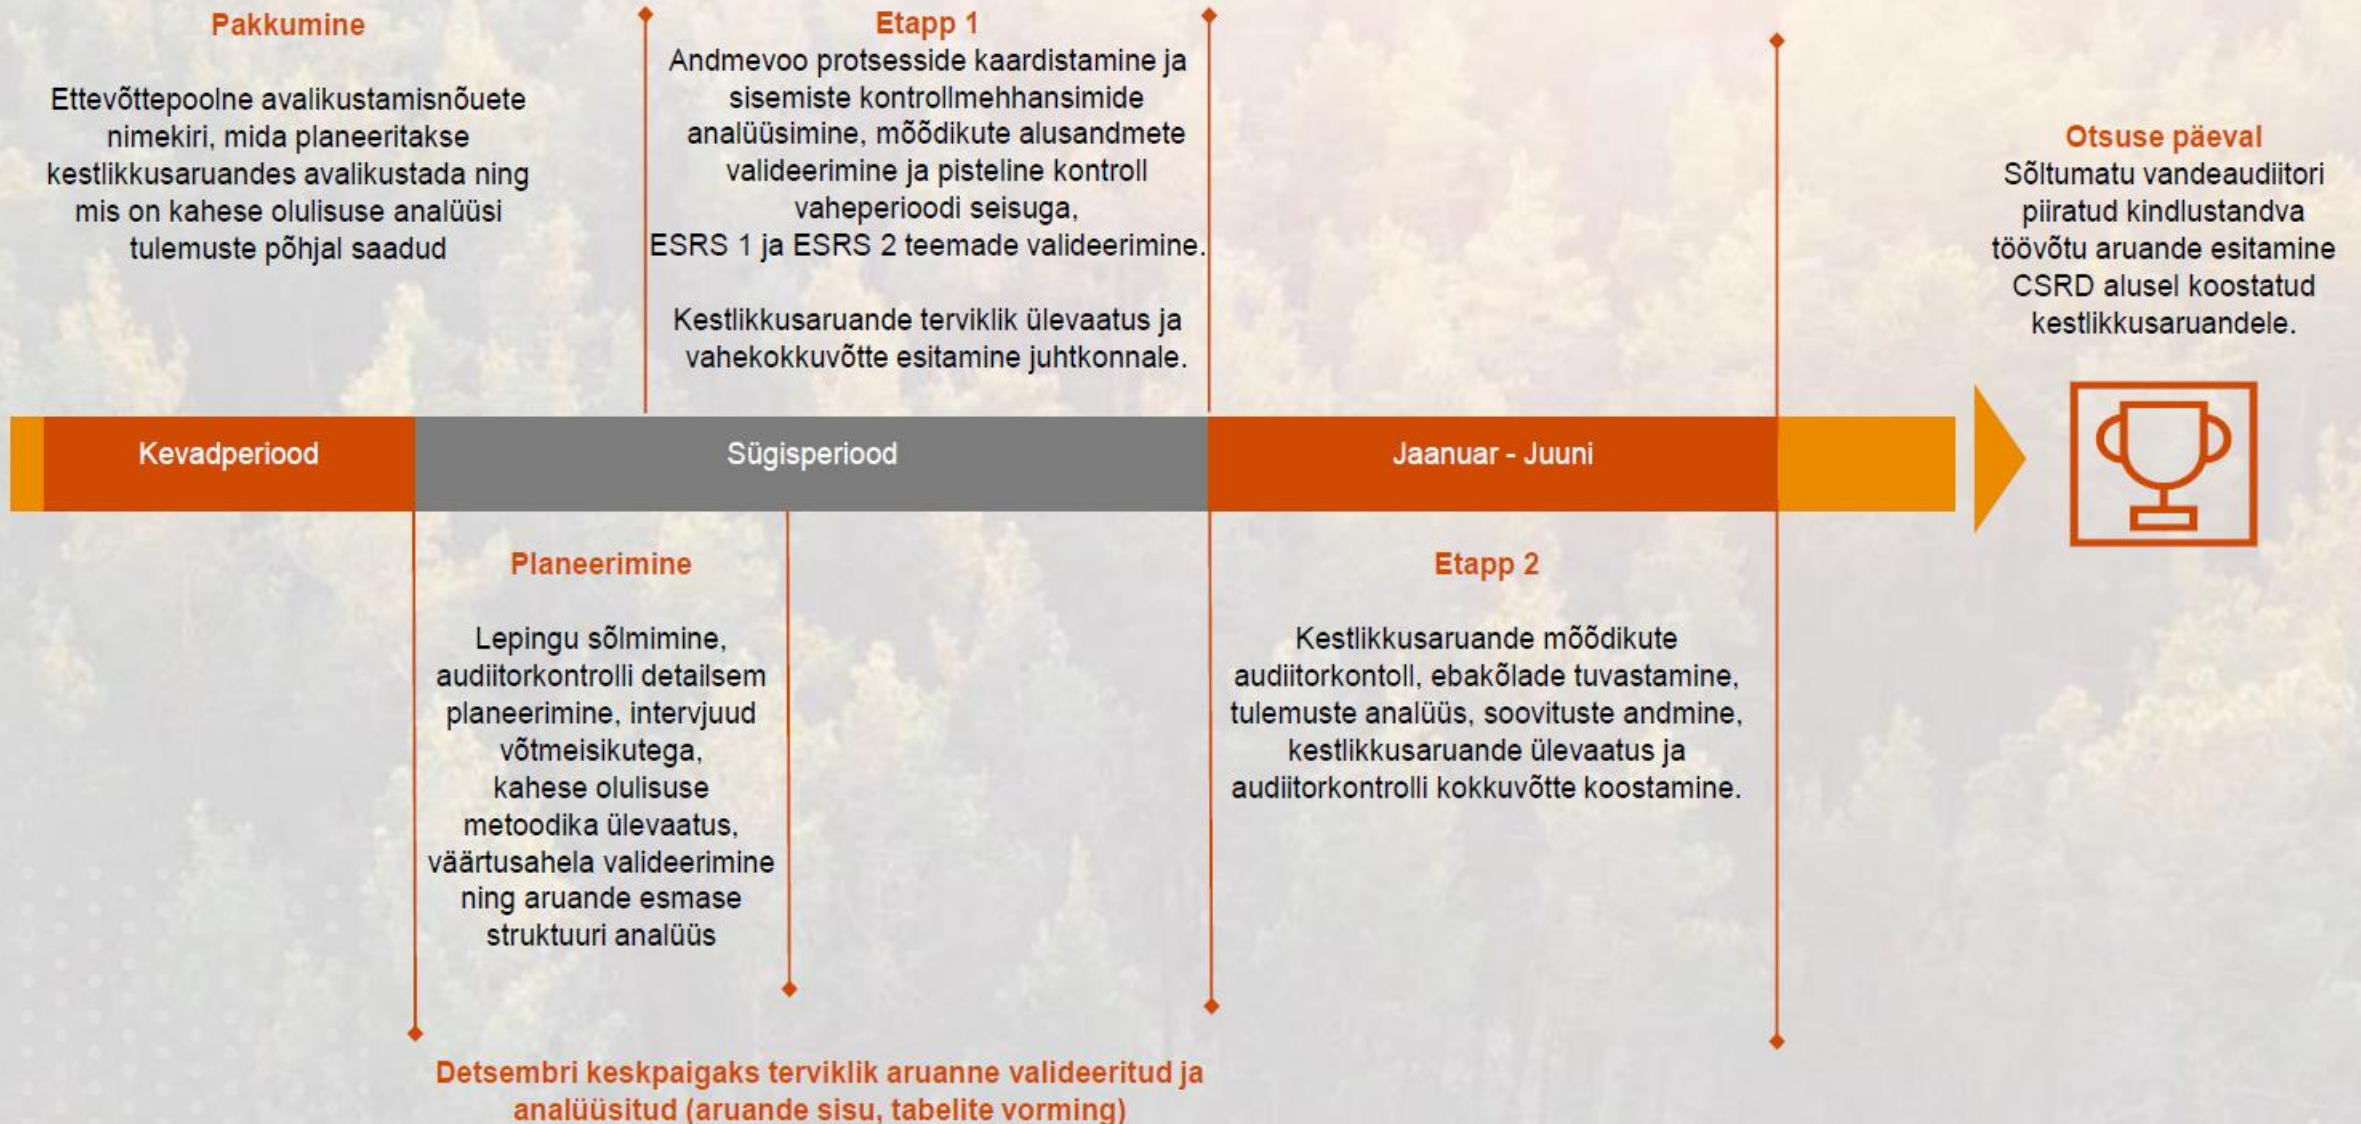 Pakkumine
Ettevõttepoolne avalikustamisnõuete
nimekiri, mida planeeritakse
kestlikkusaruandes avalikustada ning
mis on kahese olulisuse analüüsi
tulemuste põhjal saadud
Etapp 1
Andmevoo protsesside kaardistamine ja
sisemiste kontrollmehhansimide
analüüsimine, mõõdikute alusandmete
valideerimine ja pisteline kontroll
vaheperioodi seisuga,
ESRS 1 ja ESRS 2 teemade valideerimine.
Kestlikkusaruande terviklik ülevaatus ja
vahekokkuvõtte esitamine juhtkonnale.
Otsuse päeval
Sõltumatu vandeaudiitori
piiratud kindlustandva
töövõtu aruande esitamine
CSRD alusel koostatud
kestlikkusaruandele.
Kevadperiood
Sügisperiood
Jaanuar - Juuni
Planeerimine
Lepingu sõlmimine,
audiitorkontrolli detailsem
planeerimine, intervjuud
võtmeisikutega,
kahese olulisuse
metoodika ülevaatus,
väärtusahela valideerimine
ning aruande esmase
struktuuri analüüs
Etapp 2
Kestlikkusaruande mõõdikute
audiitorkontoll, ebakõlade tuvastamine,
tulemuste analüüs, soovituste andmine,
kestlikkusaruande ülevaatus ja
audiitorkontrolli kokkuvõtte koostamine.
Detsembri keskpaigaks terviklik aruanne valideeritud ja
analüüsitud (aruande sisu, tabelite vorming)